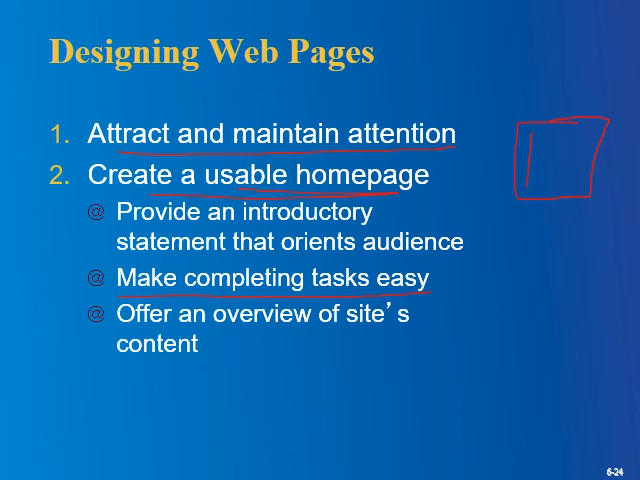 Designing Web Pages
1. Attract and maintain attention
2. Create a usable homepage
@ Provide an introductory
statement that orients audience
@ Make completing tasks easy
@ Offer an overview of site’s
content
6-24